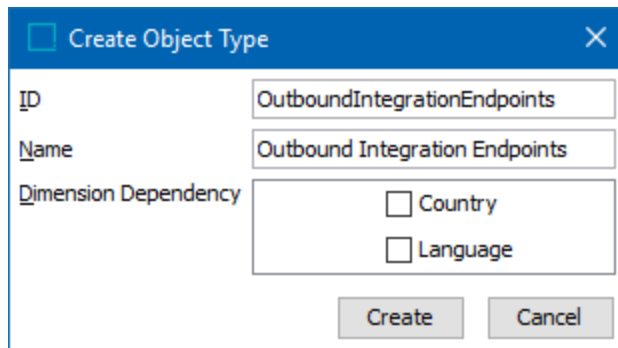 Create Object Type
ID OutboundIntegrationEndpoints
Name Outbound Integration Endpoints
Dimension Dependency Country
Language
Create Cancel